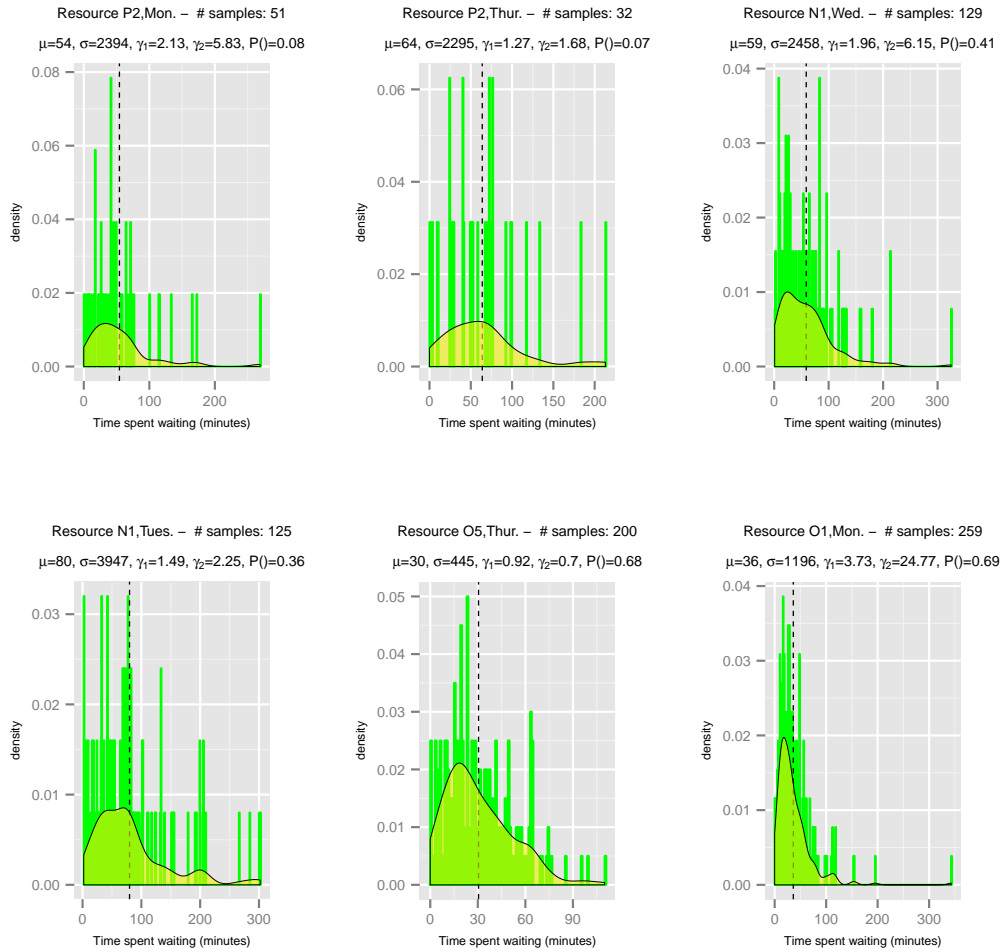 Resource P2,Mon. – # samples: 51
μ=54, σ=2394, γ₁=2.13, γ₂=5.83, P()=0.08
0.08
0.06
0.04
0.02
0.00
density
0 100 200
Time spent waiting (minutes)
Resource P2,Thur. – # samples: 32
μ=64, σ=2295, γ₁=1.27, γ₂=1.68, P()=0.07
0.06
0.04
0.02
0.00
density
0 50 100 150 200
Time spent waiting (minutes)
Resource N1,Wed. – # samples: 129
μ=59, σ=2458, γ₁=1.96, γ₂=6.15, P()=0.41
0.04
0.03
0.02
0.01
0.00
density
0 100 200 300
Time spent waiting (minutes)
Resource N1,Tues. – # samples: 125
μ=80, σ=3947, γ₁=1.49, γ₂=2.25, P()=0.36
0.03
0.02
0.01
0.00
density
0 100 200 300
Time spent waiting (minutes)
Resource O5,Thur. – # samples: 200
μ=30, σ=445, γ₁=0.92, γ₂=0.7, P()=0.68
0.05
0.04
0.03
0.02
0.01
0.00
density
0 30 60 90
Time spent waiting (minutes)
Resource O1,Mon. – # samples: 259
μ=36, σ=1196, γ₁=3.73, γ₂=24.77, P()=0.69
0.04
0.03
0.02
0.01
0.00
density
0 100 200 300
Time spent waiting (minutes)